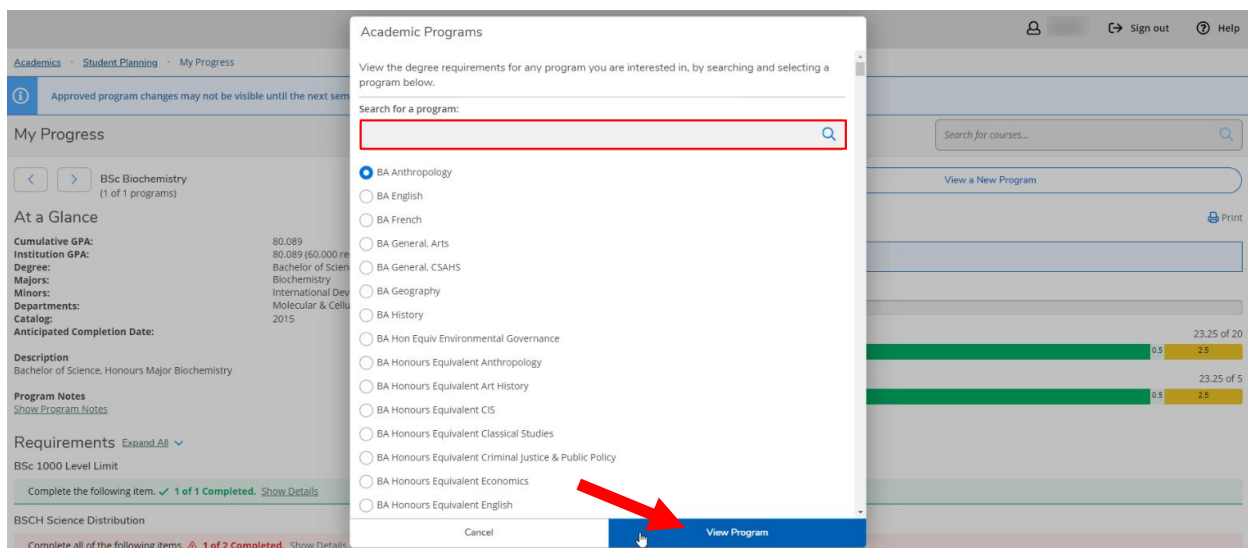 Sign out
Help
Academics · Student Planning · My Progress
Approved program changes may not be visible until the next sem
My Progress
Search for courses...
BSc Biochemistry
(1 of 1 programs)
View a New Program
At a Glance
Print
Cumulative GPA: 80.089
Institution GPA: 80.089 (60.000 re
Degree: Bachelor of Scien
Majors: Biochemistry
Minors: International Dev
Departments: Molecular & Cellu
Catalog: 2015
Anticipated Completion Date:
23.25 of 20
0.5 2.5
23.25 of 5
0.5 2.5
Description
Bachelor of Science, Honours Major Biochemistry
Program Notes
Show Program Notes
Requirements Expand All
BSc 1000 Level Limit
Complete the following item. ✓ 1 of 1 Completed. Show Details
BSCH Science Distribution
Complete all of the following items. ⚠ 1 of 2 Completed. Show Details
Academic Programs
View the degree requirements for any program you are interested in, by searching and selecting a
program below.
Search for a program:
BA Anthropology
BA English
BA French
BA General, Arts
BA General, CSAHS
BA Geography
BA History
BA Hon Equiv Environmental Governance
BA Honours Equivalent Anthropology
BA Honours Equivalent Art History
BA Honours Equivalent CIS
BA Honours Equivalent Classical Studies
BA Honours Equivalent Criminal Justice & Public Policy
BA Honours Equivalent Economics
BA Honours Equivalent English
Cancel
View Program